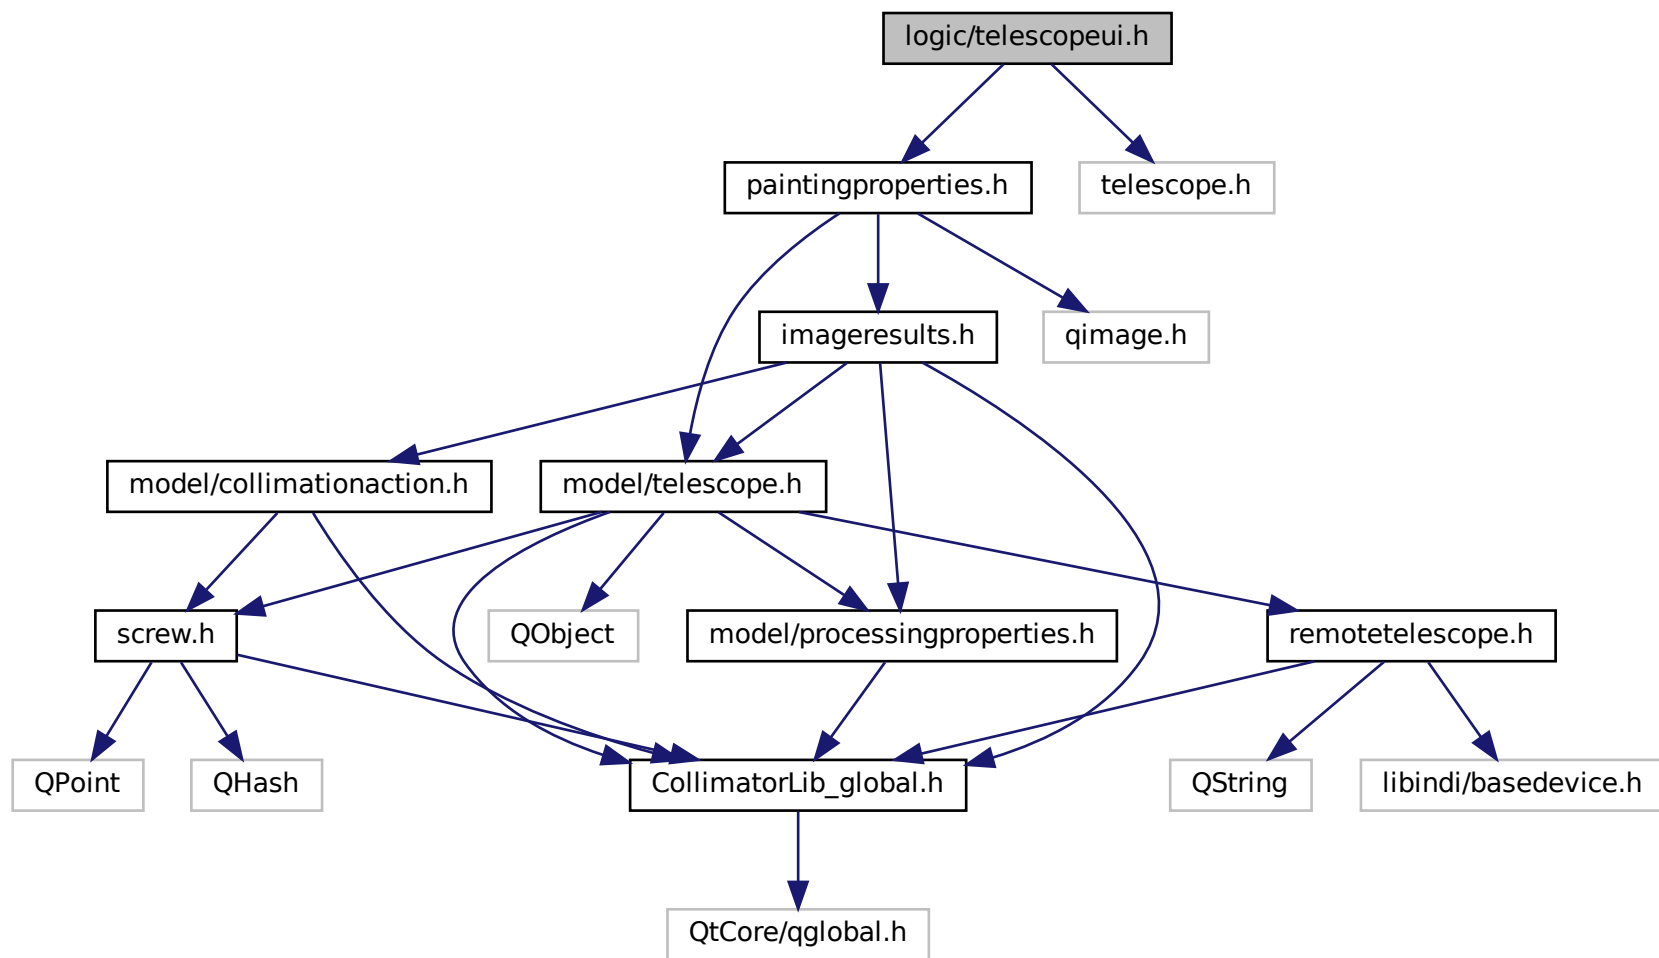 logic/telescopeui.h
paintingproperties.h
telescope.h
imageresults.h
qimage.h
model/collimationaction.h
model/telescope.h
screw.h
QObject
model/processingproperties.h
remotetelescope.h
QPoint
QHash
CollimatorLib_global.h
QString
libindi/basedevice.h
QtCore/qglobal.h